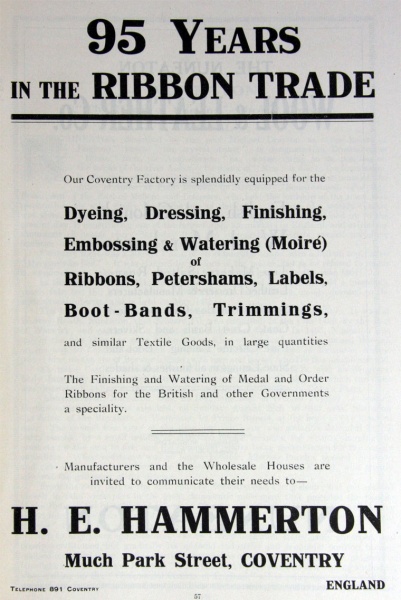 95 YEARS
IN THE RIBBON TRADE
Our Coventry Factory is splendidly equipped for the
Dyeing, Dressing, Finishing,
Embossing & Watering (Moiré)
of
Ribbons, Petershams, Labels,
Boot-Bands, Trimmings,
and similar Textile Goods, in large quantities
The Finishing and Watering of Medal and Order
Ribbons for the British and other Governments
a speciality.
Manufacturers and the Wholesale Houses are
invited to communicate their needs to—
H. E. HAMMERTON
Much Park Street, COVENTRY
ENGLAND
TELEPHONE 891 COVENTRY
57